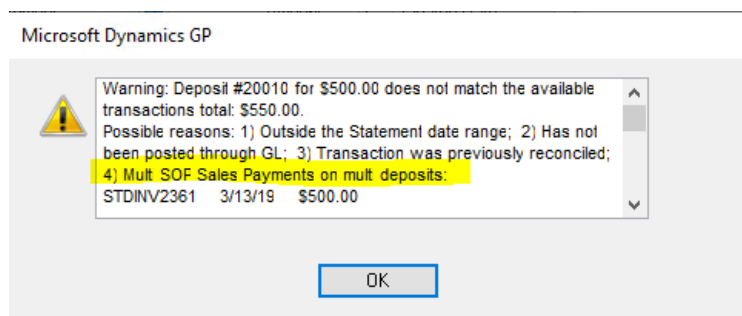 Microsoft Dynamics GP
Warning: Deposit #20010 for $500.00 does not match the available
transactions total: $550.00.
Possible reasons: 1) Outside the Statement date range; 2) Has not
been posted through GL; 3) Transaction was previously reconciled;
4) Mult SOP Sales Payments on mult deposits:
STDINV2361 3/13/19 $500.00
OK